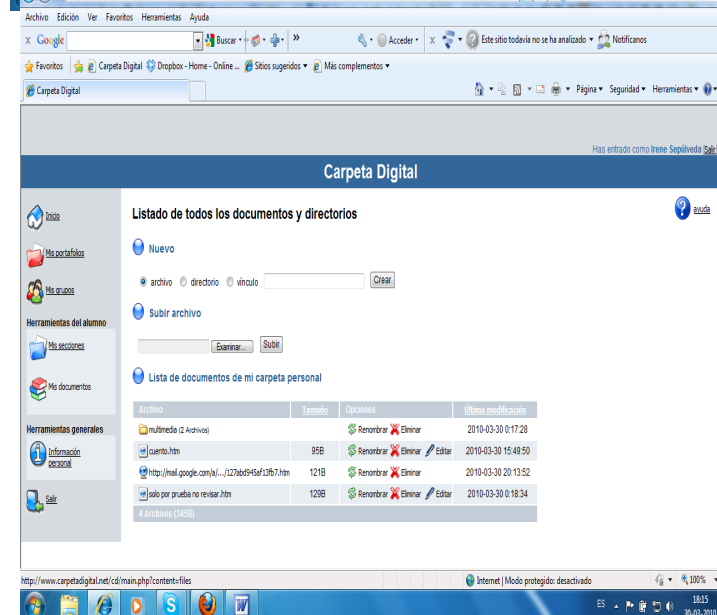 Archivo Edición Ver Favoritos Herramientas Ayuda
x Google Buscar » Acceder x Este sitio todavía no se ha analizado Notifícanos
Favoritos Carpeta Digital Dropbox - Home - Online ... Sitios sugeridos Más complementos
Carpeta Digital Página Seguridad Herramientas
Has entrado como Irene Sepúlveda [Salir]
Carpeta Digital
Inicio
Mis portafolios
Mis grupos
Herramientas del alumno
Mis secciones
Mis documentos
Herramientas generales
Información
personal
Salir
Listado de todos los documentos y directorios
ayuda
Nuevo
archivo directorio vínculo Crear
Subir archivo
Examinar... Subir
Lista de documentos de mi carpeta personal
Archivo Tamaño Opciones Última modificación
multimedia (2 Archivos) Renombrar Eliminar 2010-03-30 0:17:28
cuento.htm 95B Renombrar Eliminar Editar 2010-03-30 15:49:50
http://mail.google.com/a/.../127abd945af13fb7.htm 121B Renombrar Eliminar 2010-03-30 20:13:52
solo por prueba no revisar.htm 129B Renombrar Eliminar Editar 2010-03-30 0:18:34
4 Archivos (345B)
http://www.carpetadigital.net/cd/main.php?content=files Internet | Modo protegido: desactivado 100%
ES 18:15
30-03-2010